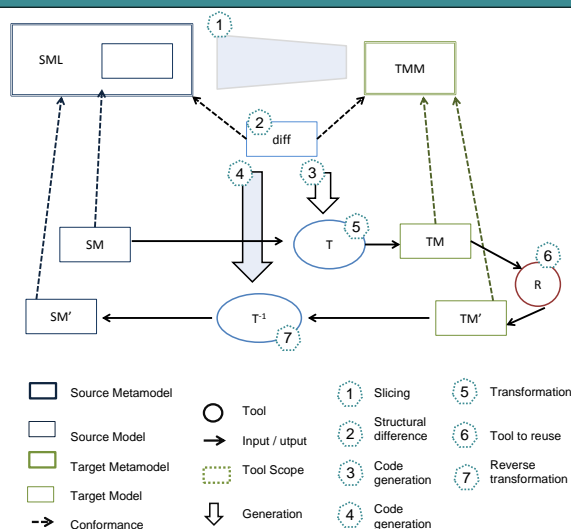 1
SML
TMM
2
diff
4
3
5
SM
T
TM
6
R
SM’
T-1
TM’
7
Source Metamodel
Source Model
Target Metamodel
Target Model
Conformance
Tool
Input / utput
Tool Scope
Generation
1 Slicing
2 Structural
difference
3 Code
generation
4 Code
generation
5 Transformation
6 Tool to reuse
7 Reverse
transformation